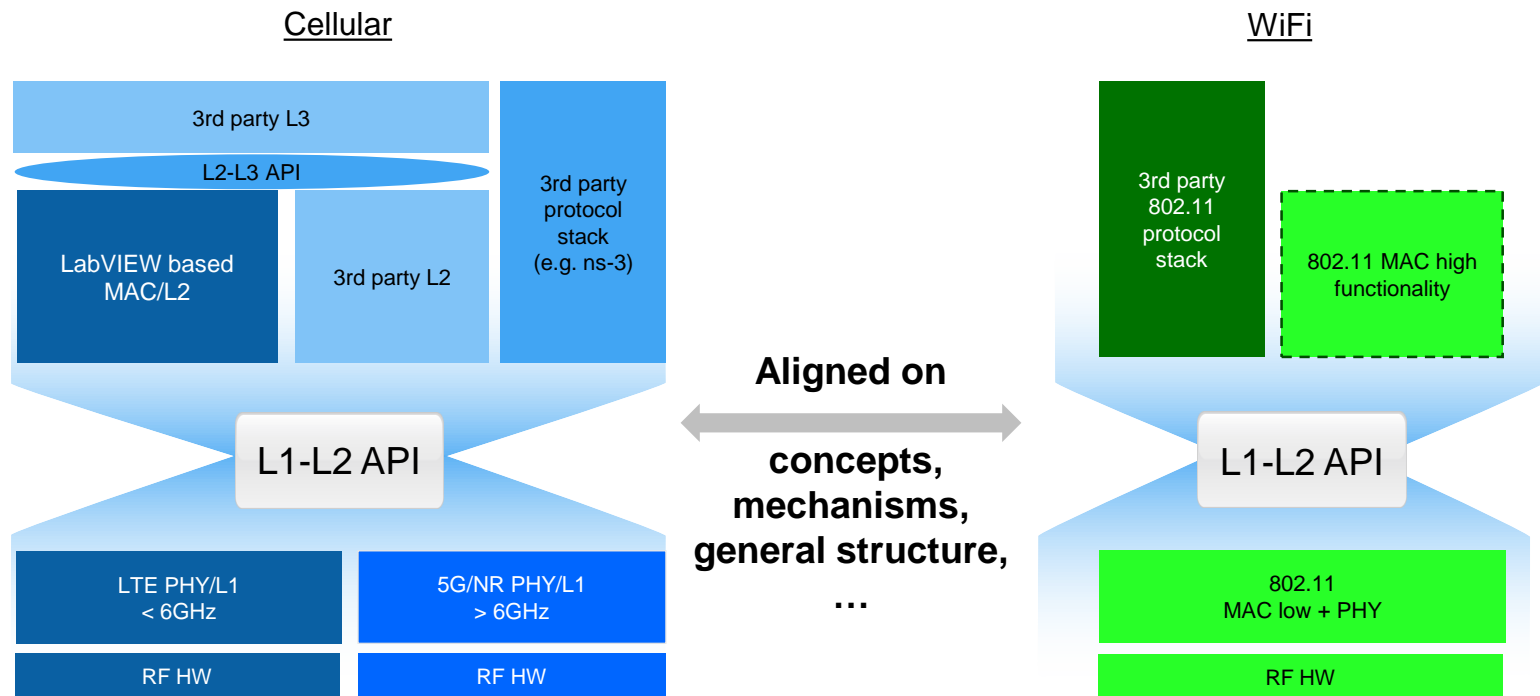 Cellular
3rd party L3
L2-L3 API
LabVIEW based
MAC/L2
3rd party L2
3rd party
protocol
stack
(e.g. ns-3)
L1-L2 API
LTE PHY/L1
< 6GHz
5G/NR PHY/L1
> 6GHz
RF HW
RF HW
Aligned on
concepts,
mechanisms,
general structure,
…
WiFi
3rd party
802.11
protocol
stack
802.11 MAC high
functionality
L1-L2 API
802.11
MAC low + PHY
RF HW